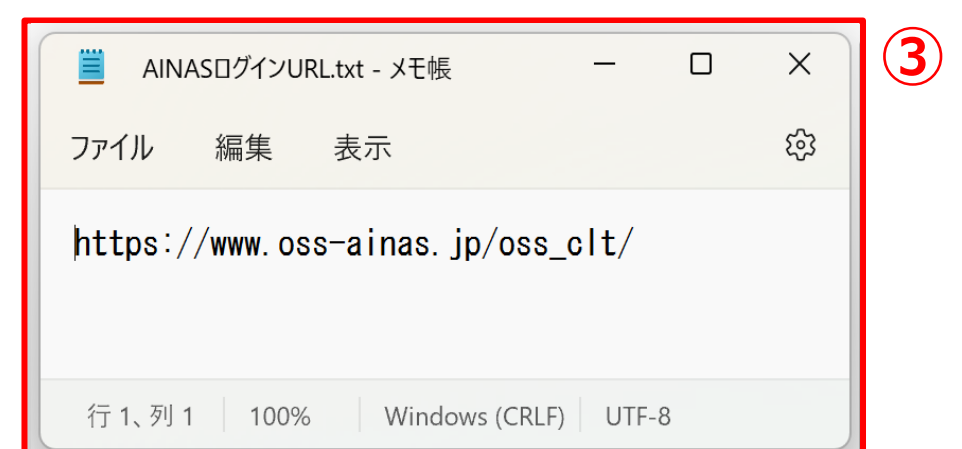 AINASログインURL.txt - メモ帳
③
ファイル 編集 表示
https://www.oss-ainas.jp/oss_clt/
行 1、列 1 100% Windows (CRLF) UTF-8